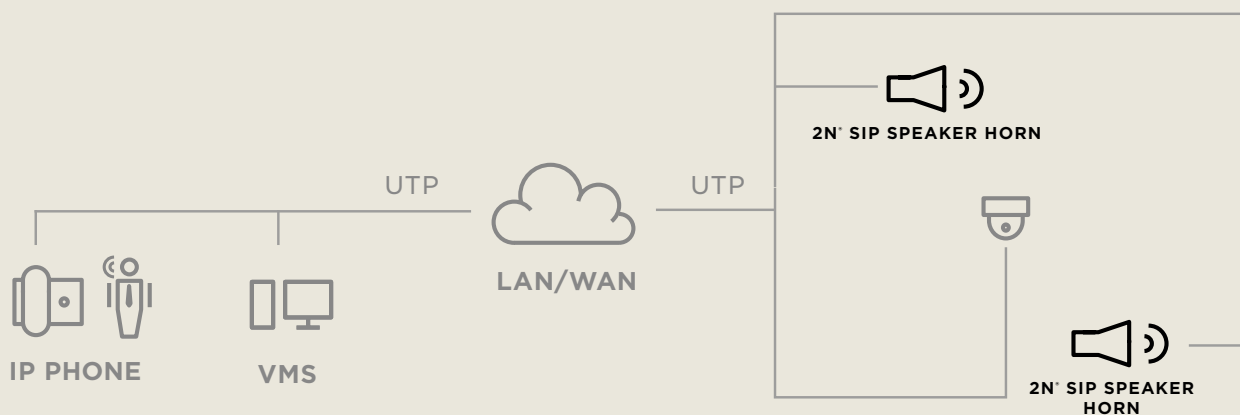 2N® SIP SPEAKER HORN
UTP
UTP
LAN/WAN
IP PHONE
VMS
2N® SIP SPEAKER
HORN